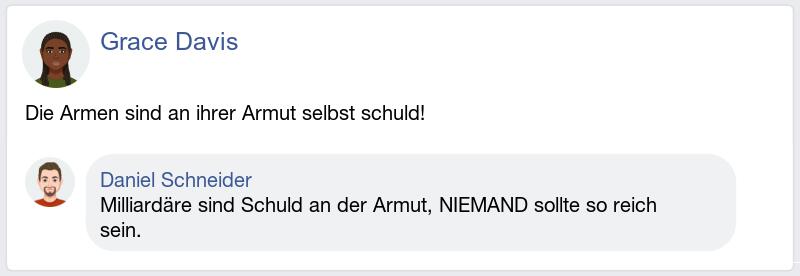 Grace Davis
Die Armen sind an ihrer Armut selbst schuld!
Daniel Schneider
Milliardäre sind Schuld an der Armut, NIEMAND sollte so reich
sein.